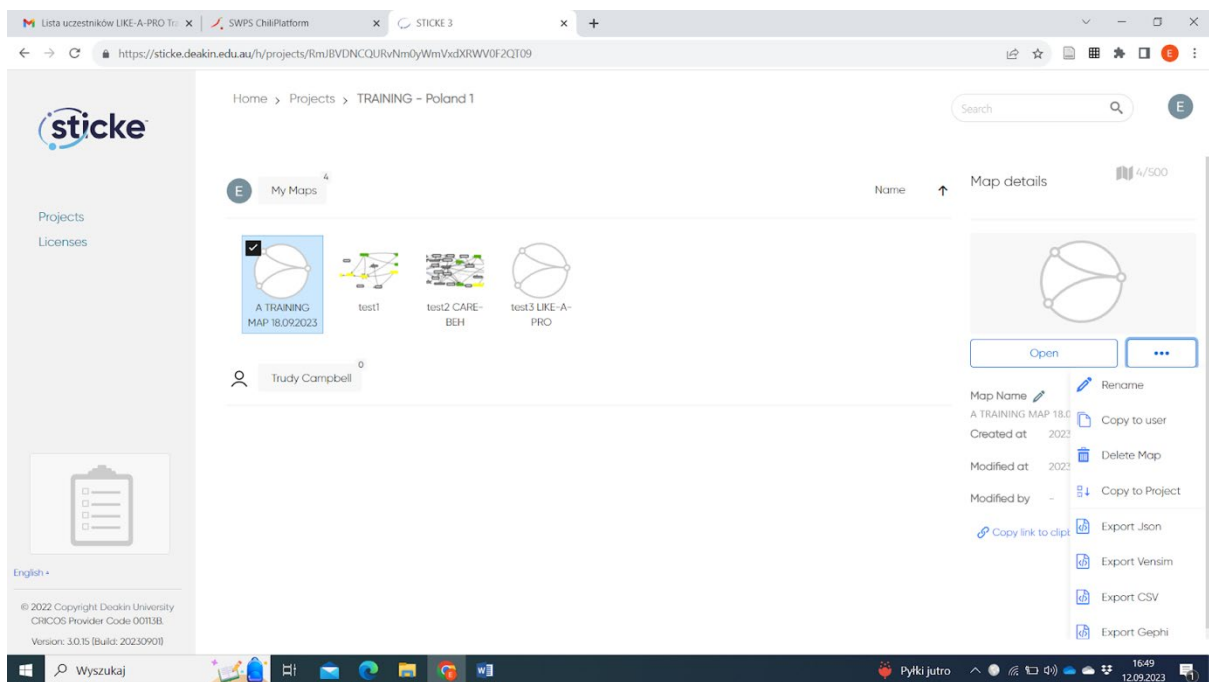 Lista uczestników LIKE-A-PRO Tra
SWPS ChiliPlatform
STICKE 3
https://sticke.deakin.edu.au/h/projects/RmJBVDNCQURvNm0yWmVxdXRWV0F2QT09
E
sticke
Home > Projects > TRAINING - Poland 1
Search
E
E
My Maps
4
Name
Map details
4/500
Projects
Licenses
A TRAINING
MAP 18.09.2023
test1
test2 CARE-
BEH
test3 LIKE-A-
PRO
Trudy Campbell
0
Open
Rename
Copy to user
Delete Map
Copy to Project
Export Json
Export Vensim
Export CSV
Export Gephi
Map Name
A TRAINING MAP 18.0
Created at 2023
Modified at 2023
Modified by -
Copy link to clipb
English
© 2022 Copyright Deakin University
CRICOS Provider Code 00113B.
Version: 3.0.15 (Build: 20230901)
Wyszukaj
Pyłki jutro
16:49
12.09.2023